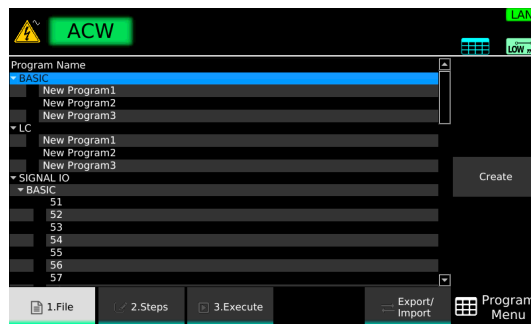 LAN
ACW
LOW
Program Name
BASIC
New Program1
New Program2
New Program3
LC
New Program1
New Program2
New Program3
SIGNAL IO
BASIC
51
52
53
54
55
56
57
Create
1.File
2.Steps
3.Execute
Export/
Import
Program
Menu